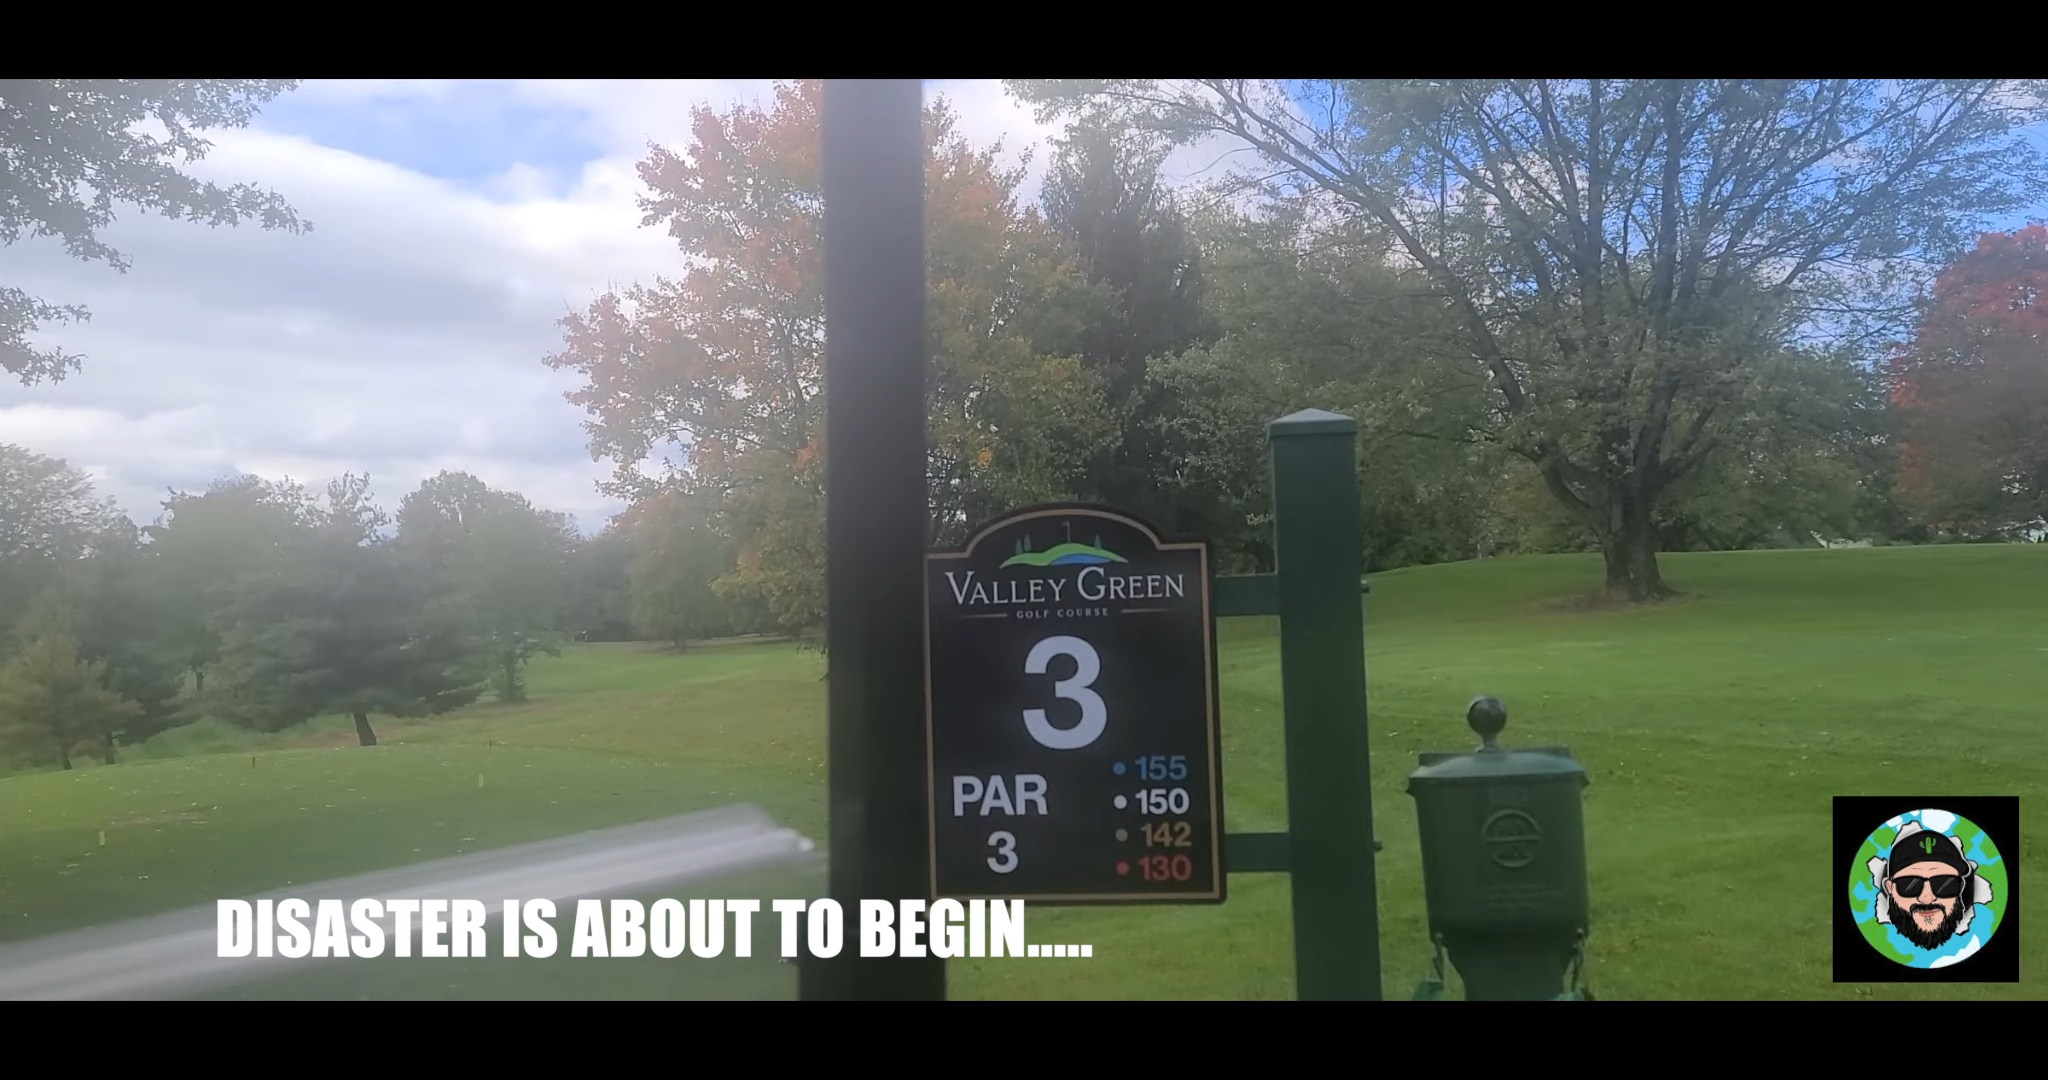 VALLEY GREEN
GOLF COURSE
3
PAR
3
155
150
142
130
DISASTER IS ABOUT TO BEGIN.....